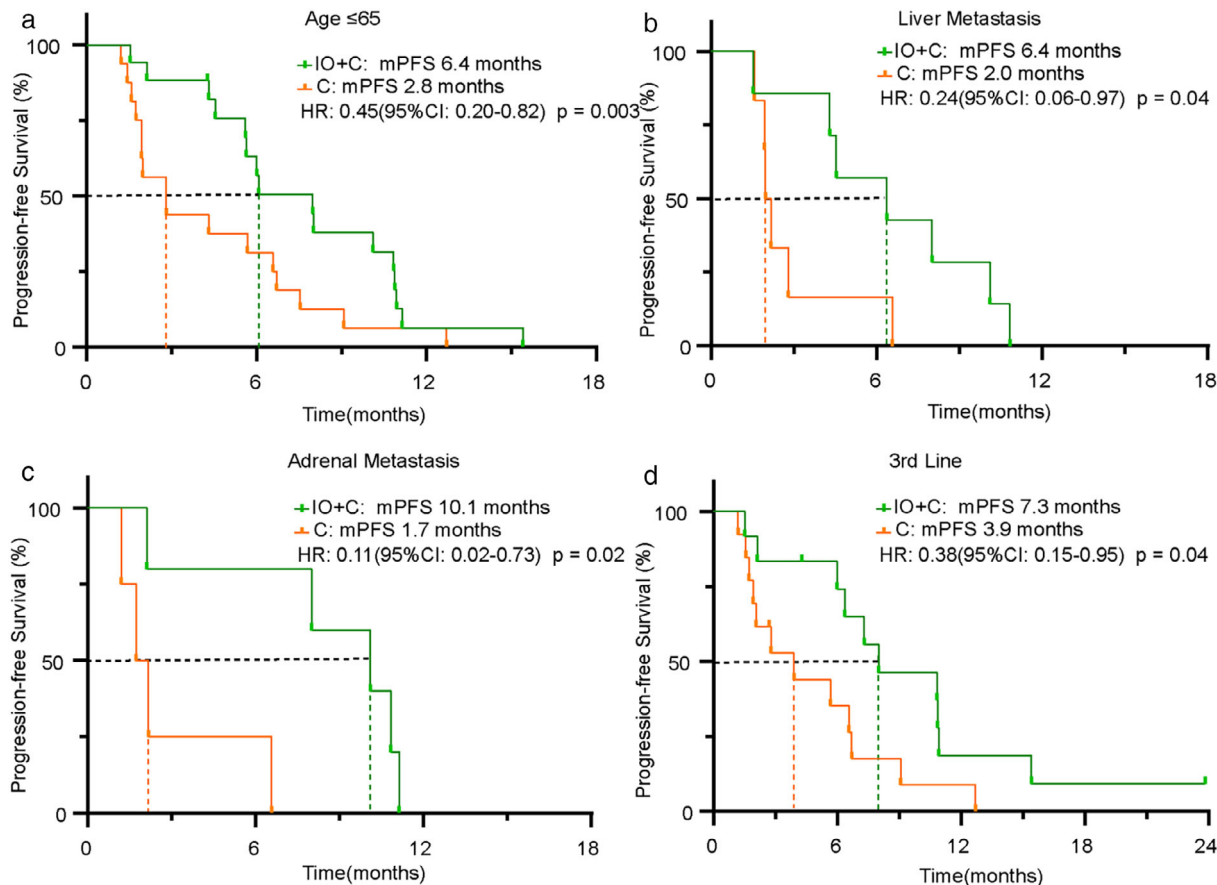 a
Age ≤65
IO+C: mPFS 6.4 months
C: mPFS 2.8 months
HR: 0.45(95%CI: 0.20-0.82) p = 0.003
Progression-free Survival (%)
100
50
0
0 6 12 18
Time(months)
b
Liver Metastasis
IO+C: mPFS 6.4 months
C: mPFS 2.0 months
HR: 0.24(95%CI: 0.06-0.97) p = 0.04
Progression-free Survival (%)
100
50
0
0 6 12 18
Time(months)
c
Adrenal Metastasis
IO+C: mPFS 10.1 months
C: mPFS 1.7 months
HR: 0.11(95%CI: 0.02-0.73) p = 0.02
Progression-free Survival (%)
100
50
0
0 6 12 18
Time(months)
d
3rd Line
IO+C: mPFS 7.3 months
C: mPFS 3.9 months
HR: 0.38(95%CI: 0.15-0.95) p = 0.04
Progression-free Survival (%)
100
50
0
0 6 12 18 24
Time(months)